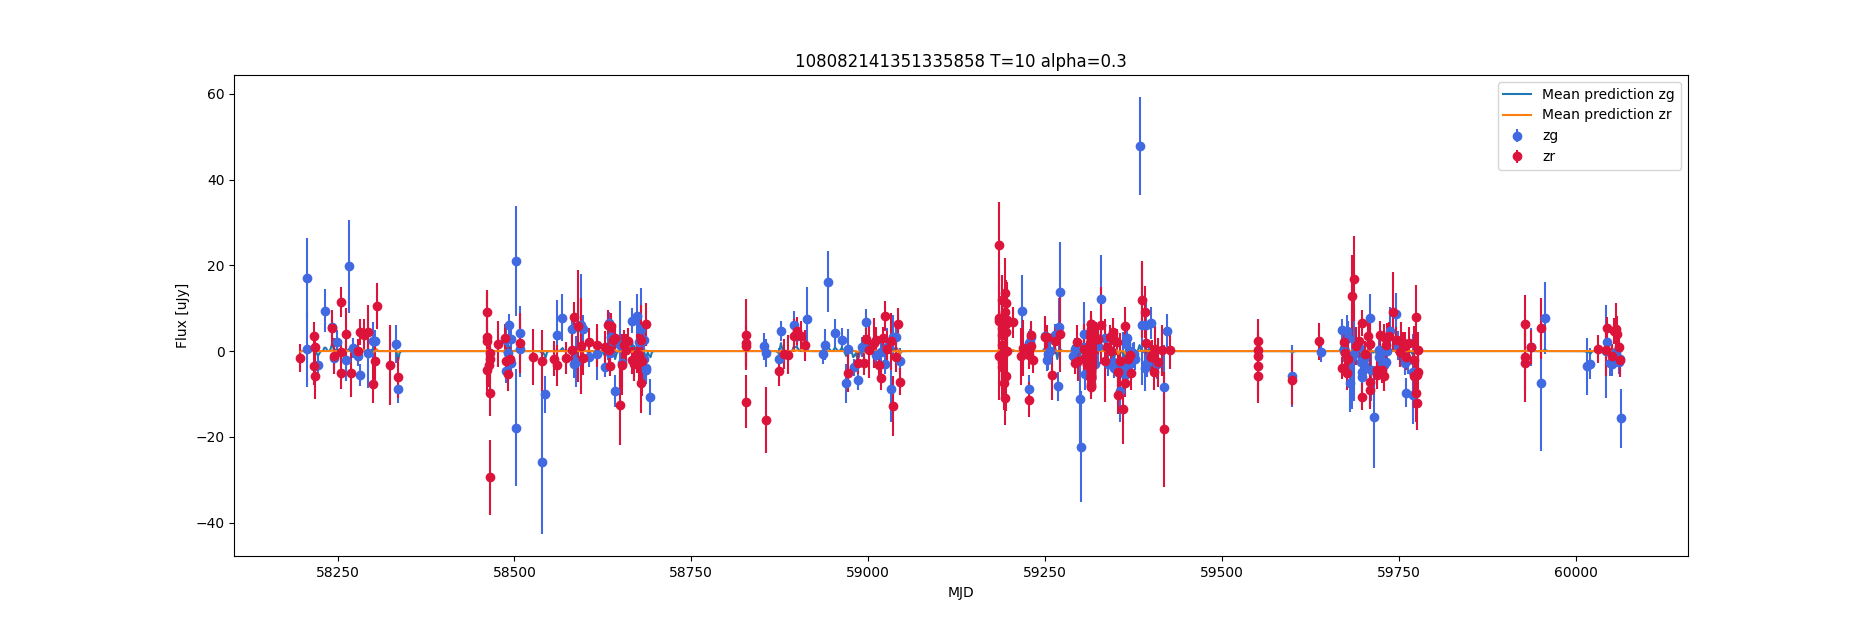 108082141351335858 T=10 alpha=0.3
Mean prediction zg
Mean prediction zr
zg
zr
Flux [uJy]
60
40
20
0
−20
−40
58250
58500
58750
59000
59250
59500
59750
60000
MJD